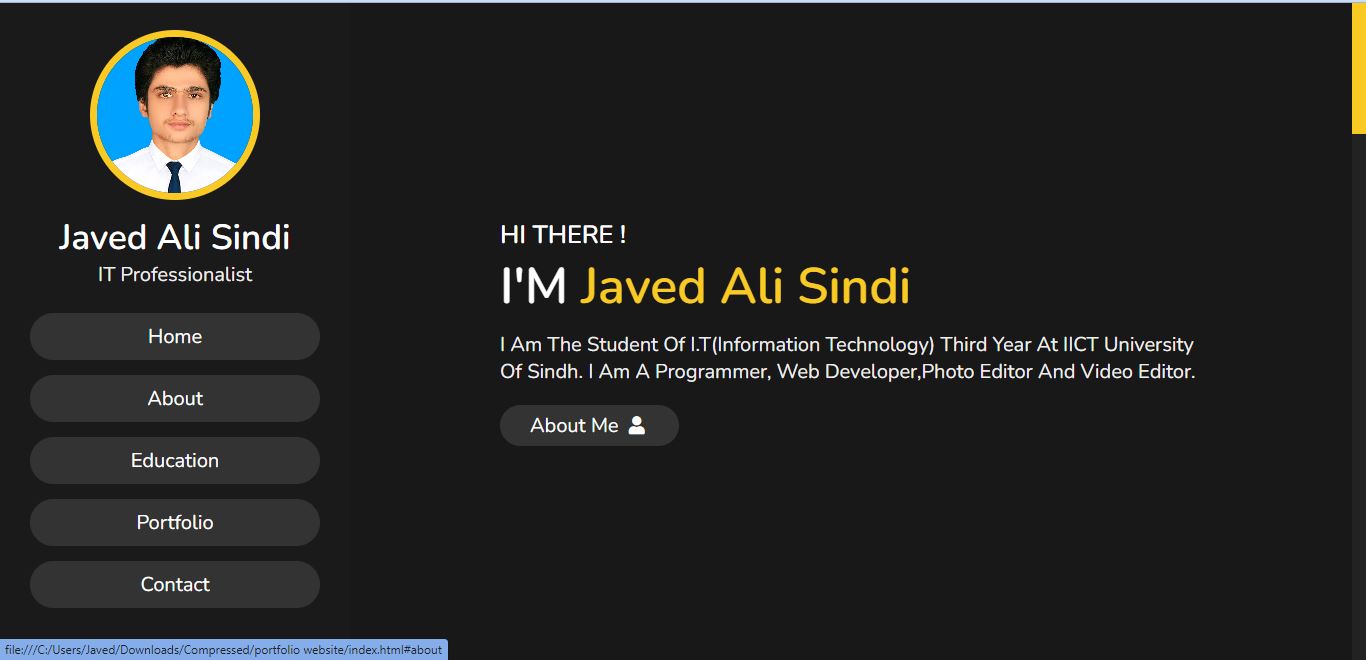 Javed Ali Sindi
IT Professionalist
Home
About
Education
Portfolio
Contact
HI THERE !
I'M Javed Ali Sindi
I Am The Student Of I.T(Information Technology) Third Year At IICT University
Of Sindh. I Am A Programmer, Web Developer,Photo Editor And Video Editor.
About Me
file:///C:/Users/Javed/Downloads/Compressed/portfolio website/index.html#about